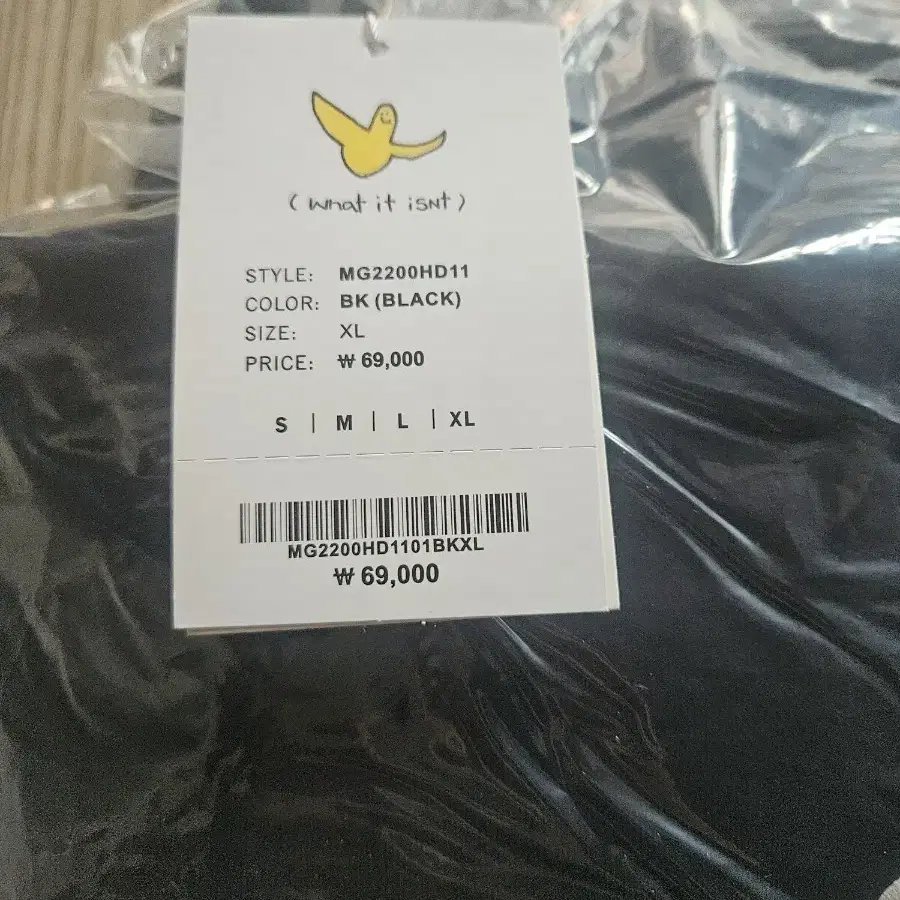 (What it isNt)
STYLE: MG2200HD11
COLOR: BK (BLACK)
SIZE: XL
PRICE: ₩ 69,000
S | M | L | XL
MG2200HD1101BKXL
₩ 69,000